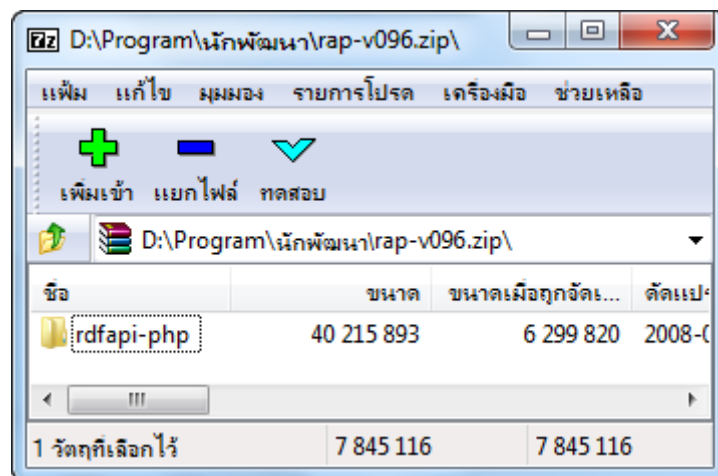 D:\Program\นักพัฒนา\rap-v096.zip\
แฟ้ม แก้ไข มุมมอง รายการโปรด เครื่องมือ ช่วยเหลือ
เพิ่มเข้า แยกไฟล์ ทดสอบ
D:\Program\นักพัฒนา\rap-v096.zip\
ชื่อ ขนาด ขนาดเมื่อถูกจัดเ... ดัดแปร
rdfapi-php 40 215 893 6 299 820 2008-0
1 วัตถุที่เลือกไว้ 7 845 116 7 845 116